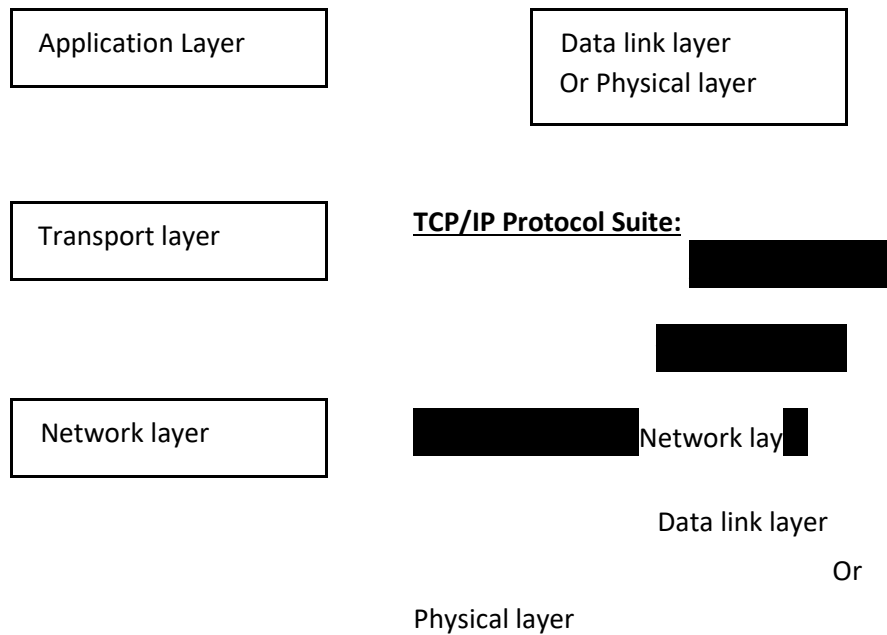 Application Layer
Transport layer
Network layer
Data link layer
Or Physical layer
TCP/IP Protocol Suite:
Network lay
Data link layer
Or
Physical layer